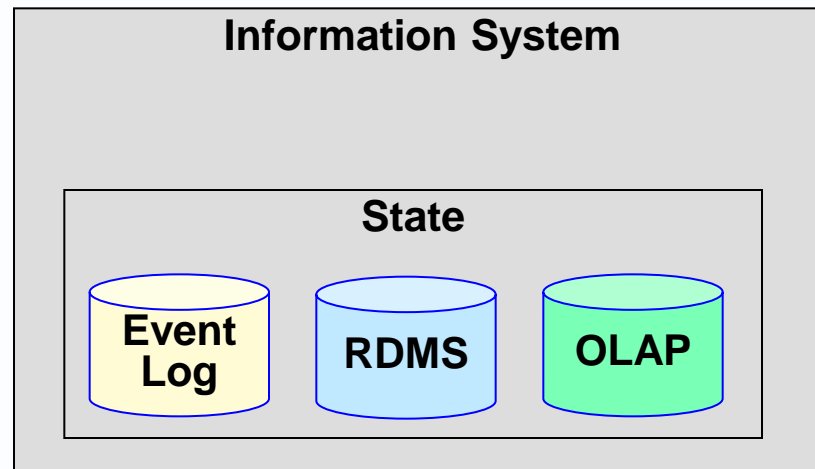 Information System
State
Event
Log
RDMS
OLAP